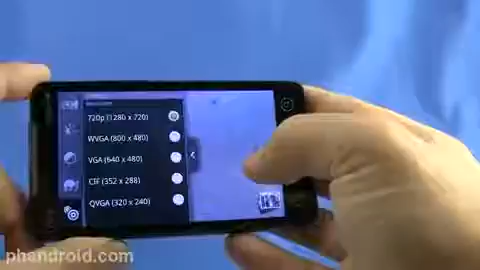 720p (1280 x 720)
WVGA (800 x 480)
VGA (640 x 480)
CIF (352 x 288)
QVGA (320 x 240)
phandroid.com